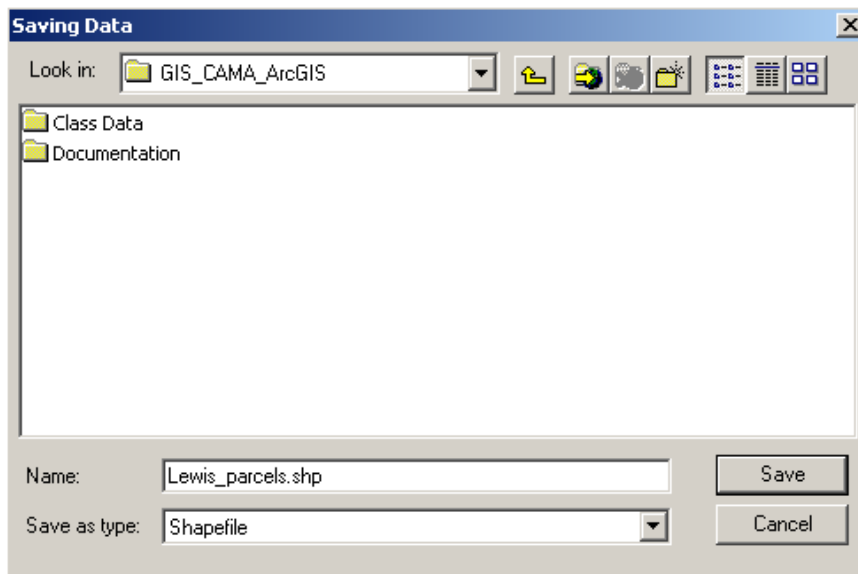 Saving Data
Look in: GIS_CAMA_ArcGIS
Class Data
Documentation
Name: Lewis_parcels.shp Save
Save as type: Shapefile Cancel